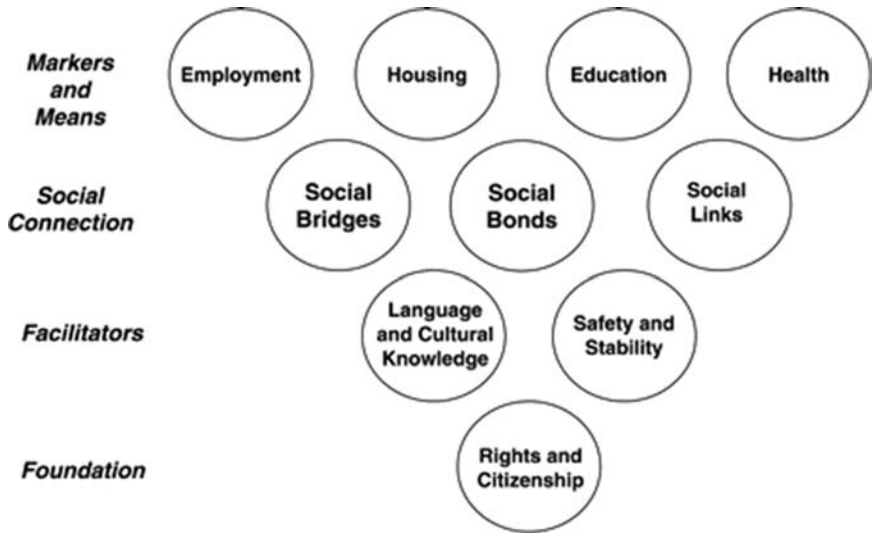 Markers
and
Means
Employment
Housing
Education
Health
Social
Connection
Social
Bridges
Social
Bonds
Social
Links
Facilitators
Language
and Cultural
Knowledge
Safety and
Stability
Foundation
Rights and
Citizenship